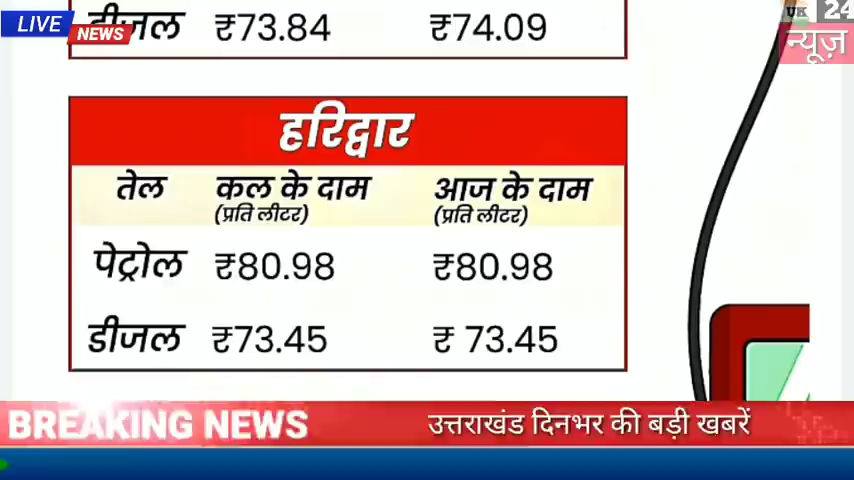 LIVE
NEWS
डीजल ₹73.84 ₹74.09
UK 24
न्यूज़
हरिद्वार
तेल कल के दाम आज के दाम
(प्रति लीटर) (प्रति लीटर)
पेट्रोल ₹80.98 ₹80.98
डीजल ₹73.45 ₹ 73.45
BREAKING NEWS उत्तराखंड दिनभर की बड़ी खबरें